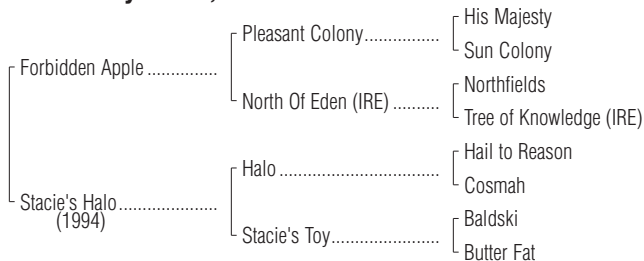 Pleasant Colony
His Majesty
Sun Colony
Forbidden Apple
North Of Eden (IRE)
Northfields
Tree of Knowledge (IRE)
Stacie's Halo
(1994)
Halo
Hail to Reason
Cosmah
Stacie's Toy
Baldski
Butter Fat